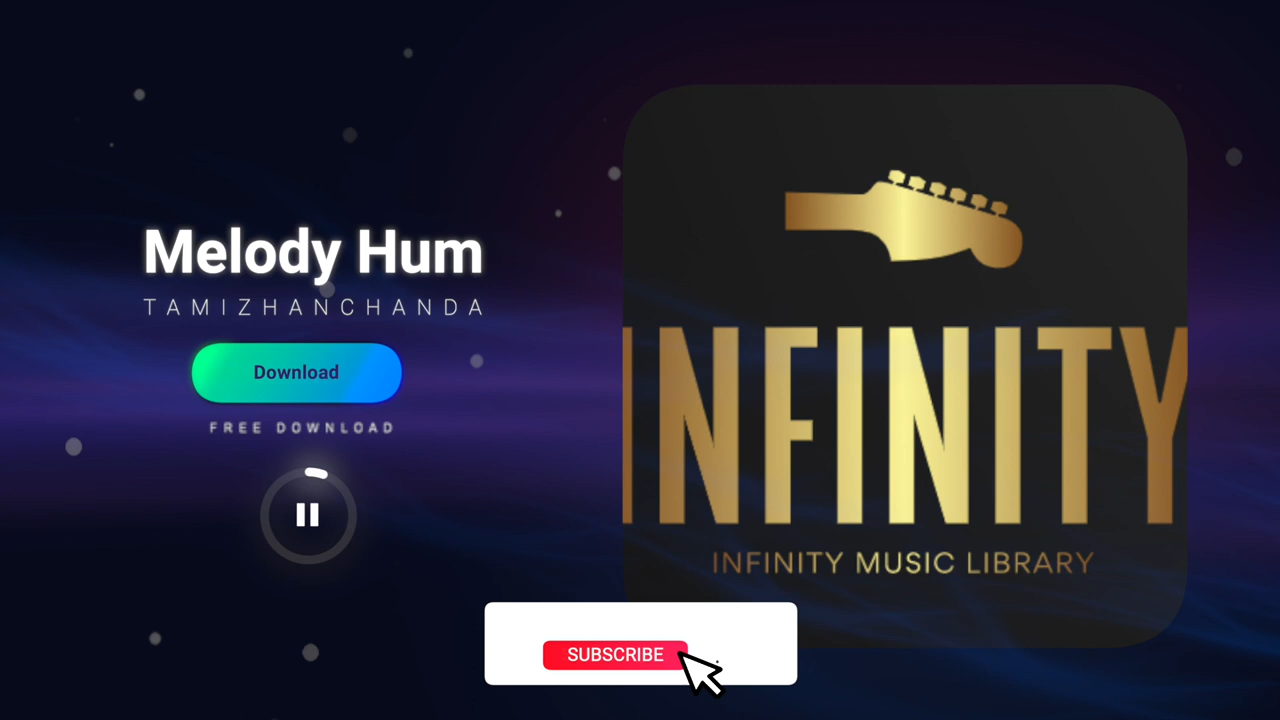 Melody Hum
TAMIZHANCHANDA
Download
FREE DOWNLOAD
INFINITY
INFINITY MUSIC LIBRARY
SUBSCRIBE